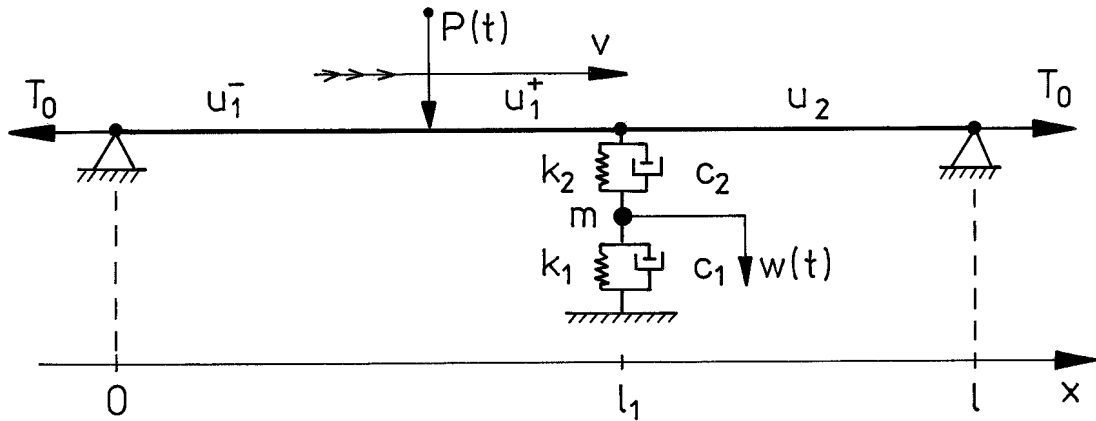 P(t)
v
T₀
u₁⁻
u₁⁺
u₂
T₀
k₂
c₂
m
k₁
c₁
w(t)
0
l₁
l
x